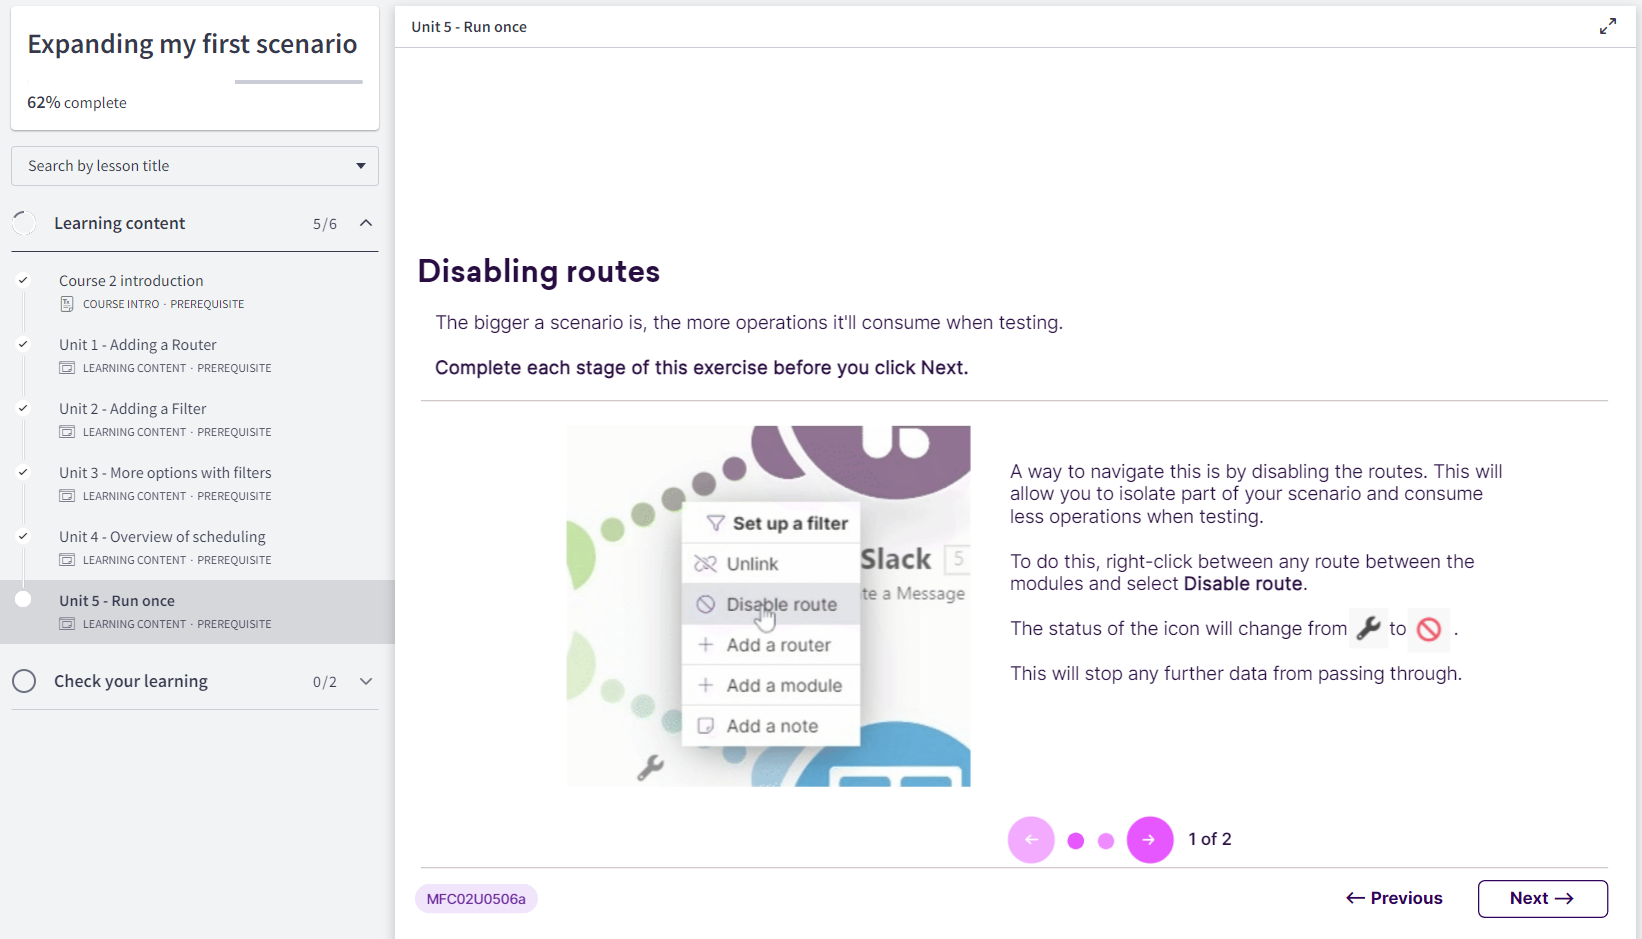 Expanding my first scenario
62% complete
Search by lesson title
Learning content 5/6
Course 2 introduction
COURSE INTRO · PREREQUISITE
Unit 1 - Adding a Router
LEARNING CONTENT · PREREQUISITE
Unit 2 - Adding a Filter
LEARNING CONTENT · PREREQUISITE
Unit 3 - More options with filters
LEARNING CONTENT · PREREQUISITE
Unit 4 - Overview of scheduling
LEARNING CONTENT · PREREQUISITE
Unit 5 - Run once
LEARNING CONTENT · PREREQUISITE
Check your learning 0/2
Unit 5 - Run once
Disabling routes
The bigger a scenario is, the more operations it'll consume when testing.
Complete each stage of this exercise before you click Next.
Set up a filter
Unlink
Disable route
Add a router
Add a module
Add a note
Slack 5
te a Message
A way to navigate this is by disabling the routes. This will
allow you to isolate part of your scenario and consume
less operations when testing.
To do this, right-click between any route between the
modules and select Disable route.
The status of the icon will change from to .
This will stop any further data from passing through.
1 of 2
MFC02U0506a
← Previous
Next →